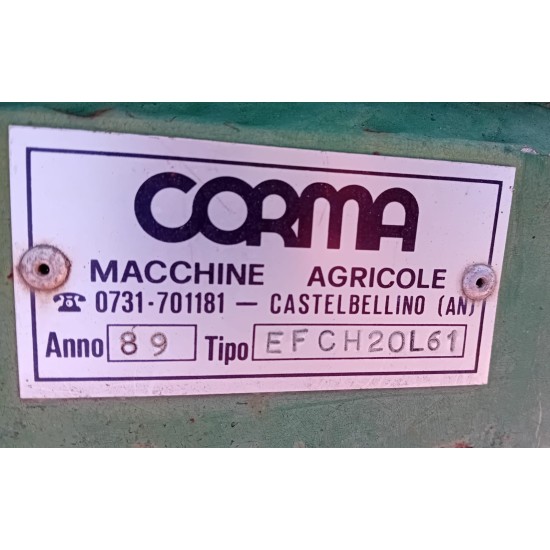 CORMA
MACCHINE AGRICOLE
☎ 0731-701181 — CASTELBELLINO (AN)
Anno 89 Tipo EFCH20L61